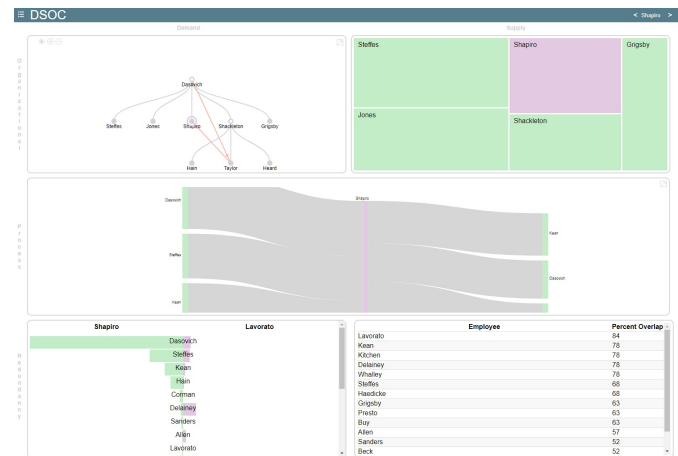 DSOC
< Shapiro >
Demand
Supply
Organizational
Dasovich
Steffes
Jones
Shapiro
Shackleton
Grigsby
Hain
Taylor
Heard
Steffes
Shapiro
Grigsby
Jones
Shackleton
Process
Dasovich
Shapiro
Steffes
Kean
Kean
Dasovich
Redundancy
Shapiro Lavorato
Dasovich
Steffes
Kean
Hain
Corman
Delainey
Sanders
Allen
Lavorato
Employee Percent Overlap
Lavorato 84
Kean 78
Kitchen 78
Delainey 78
Whalley 78
Steffes 68
Haedicke 68
Grigsby 63
Presto 63
Buy 63
Allen 57
Sanders 52
Beck 52